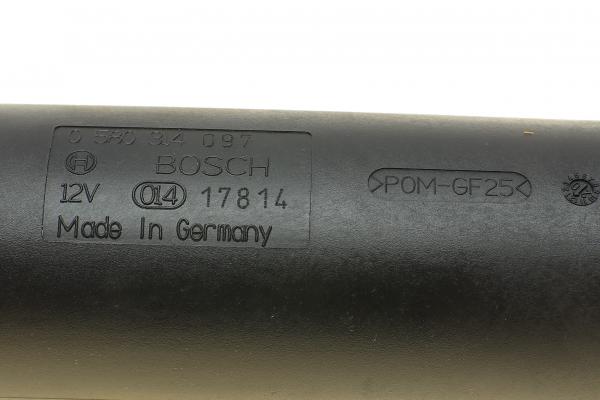 0 580 314 097
BOSCH
12V 014 17814
Made In Germany
>POM-GF25<